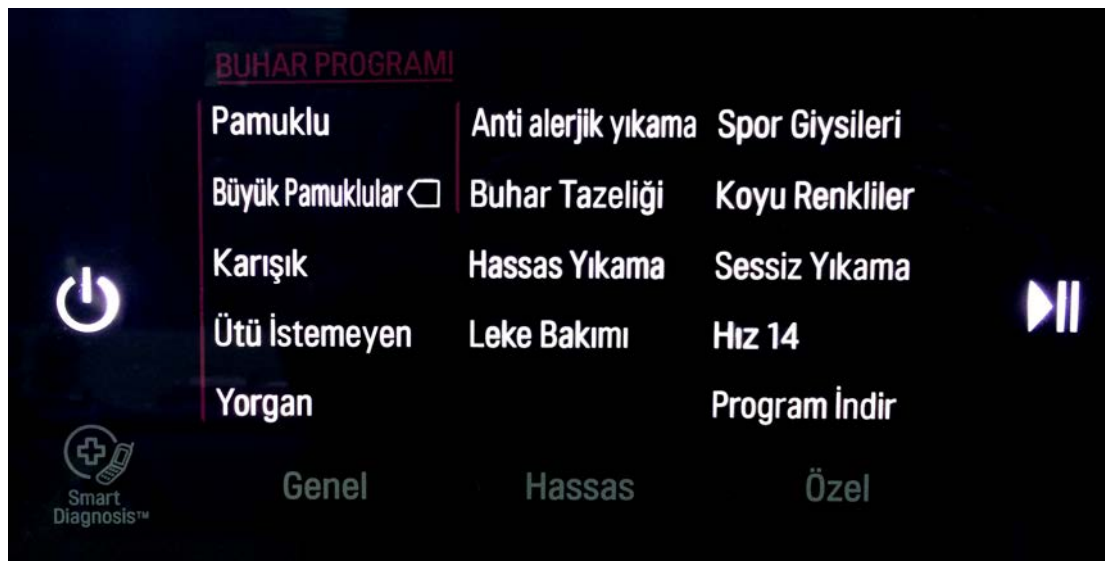 BUHAR PROGRAMI
Pamuklu
Büyük Pamuklular
Karışık
Ütü İstemeyen
Yorgan
Genel
Anti alerjik yıkama
Buhar Tazeliği
Hassas Yıkama
Leke Bakımı
Hassas
Spor Giysileri
Koyu Renkliler
Sessiz Yıkama
Hız 14
Program İndir
Özel
Smart
Diagnosis™